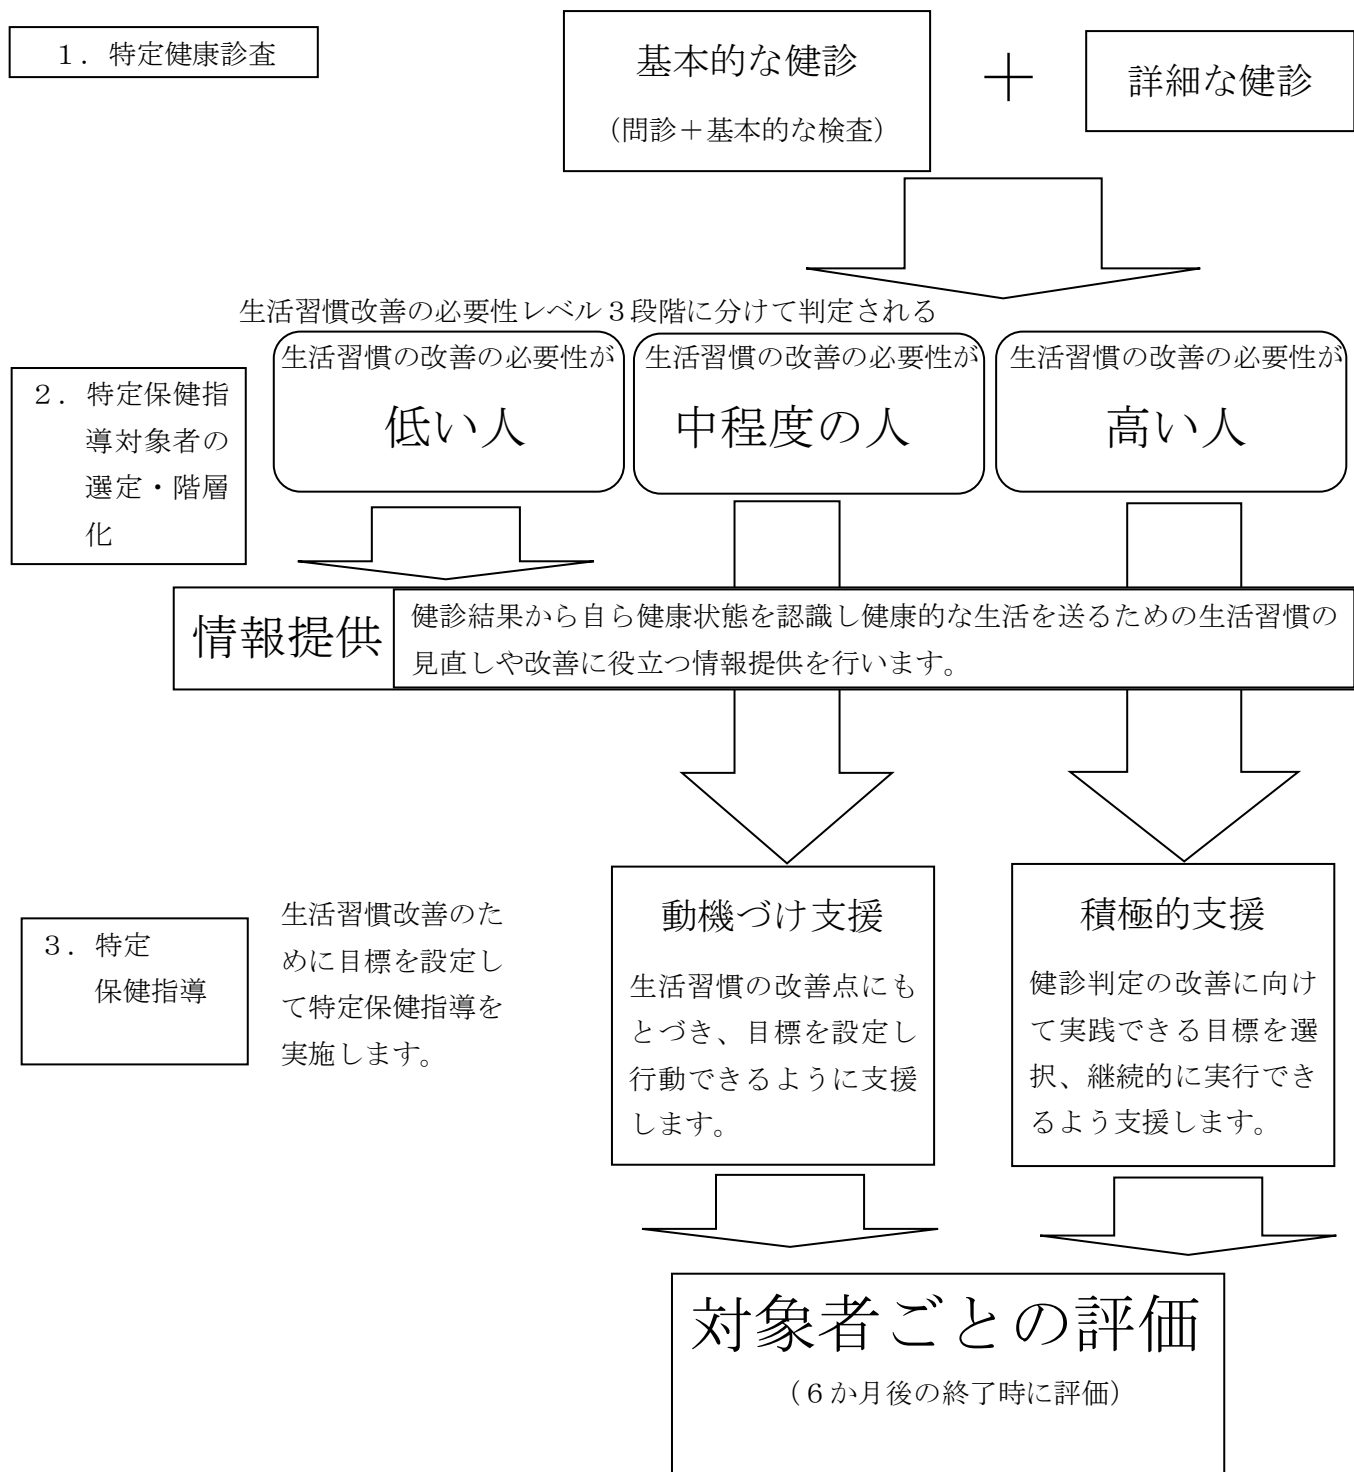 1．特定健康診査
基本的な健診
（問診＋基本的な検査）
＋
詳細な健診
生活習慣改善の必要性レベル３段階に分けて判定される
生活習慣の改善の必要性が
低い人
生活習慣の改善の必要性が
中程度の人
生活習慣の改善の必要性が
高い人
２．特定保健指
導対象者の
選定・階層
化
情報提供
健診結果から自ら健康状態を認識し健康的な生活を送るための生活習慣の
見直しや改善に役立つ情報提供を行います。
３．特定
保健指導
生活習慣改善のた
めに目標を設定し
て特定保健指導を
実施します。
動機づけ支援
生活習慣の改善点にも
とづき、目標を設定し
行動できるように支援
します。
積極的支援
健診判定の改善に向け
て実践できる目標を選
択、継続的に実行でき
るよう支援します。
対象者ごとの評価
（６か月後の終了時に評価）